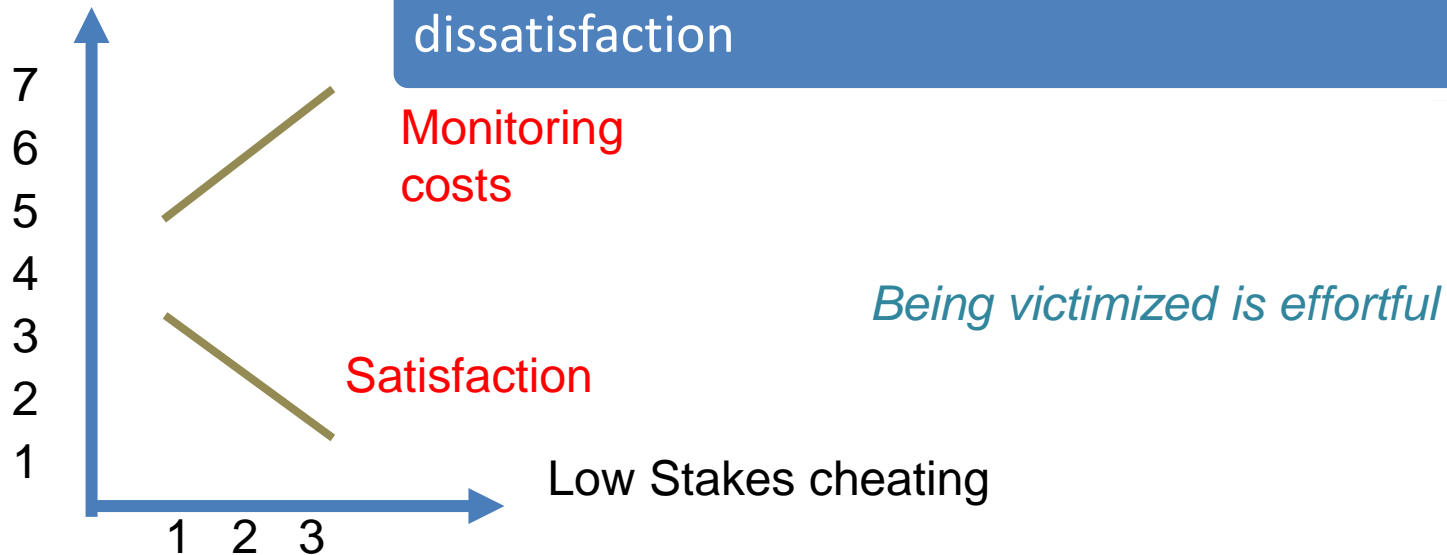 dissatisfaction
7
6
5
4
3
2
1
Monitoring
costs
Being victimized is effortful
Satisfaction
Low Stakes cheating
1 2 3